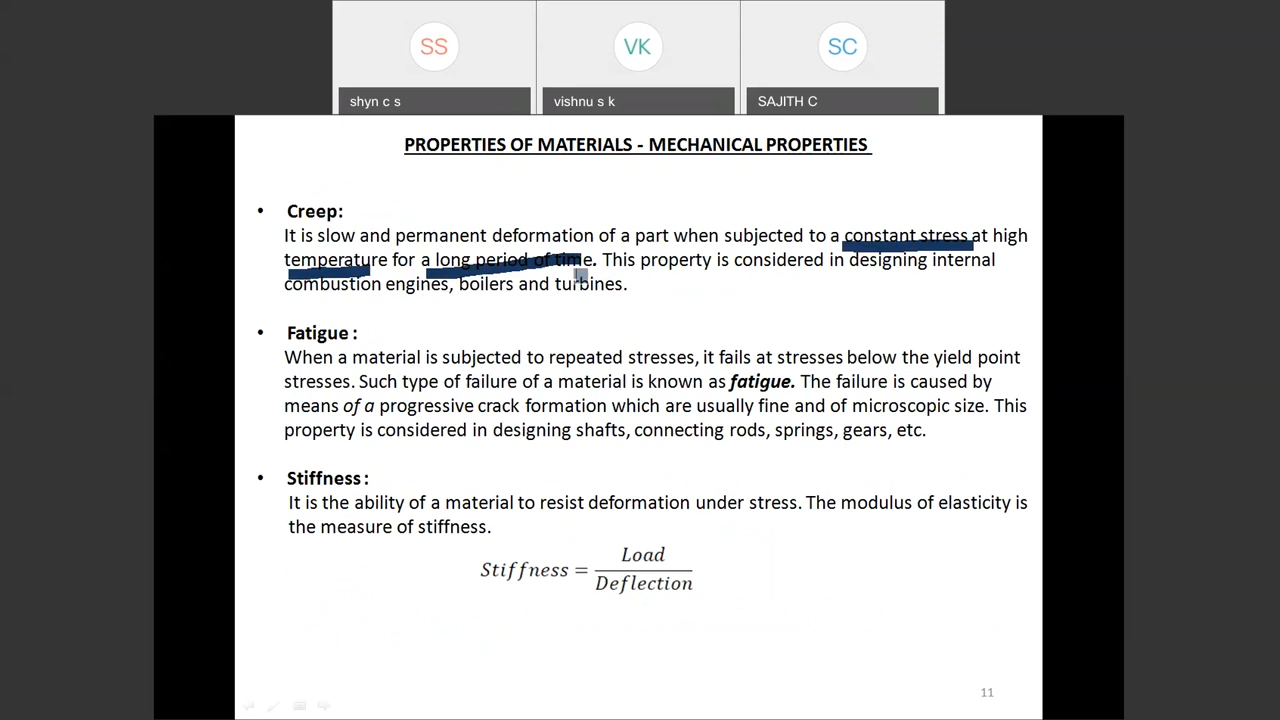 SS
VK
SC
shyn c s
vishnu s k
SAJITH C
PROPERTIES OF MATERIALS - MECHANICAL PROPERTIES
• Creep:
It is slow and permanent deformation of a part when subjected to a constant stress at high
temperature for a long period of time. This property is considered in designing internal
combustion engines, boilers and turbines.
• Fatigue :
When a material is subjected to repeated stresses, it fails at stresses below the yield point
stresses. Such type of failure of a material is known as fatigue. The failure is caused by
means of a progressive crack formation which are usually fine and of microscopic size. This
property is considered in designing shafts, connecting rods, springs, gears, etc.
• Stiffness :
It is the ability of a material to resist deformation under stress. The modulus of elasticity is
the measure of stiffness.
Stiffness = Load / Deflection
11